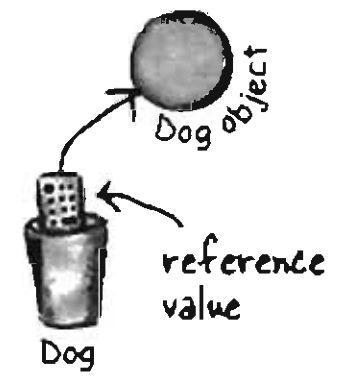 Dog object
reference
value
Dog